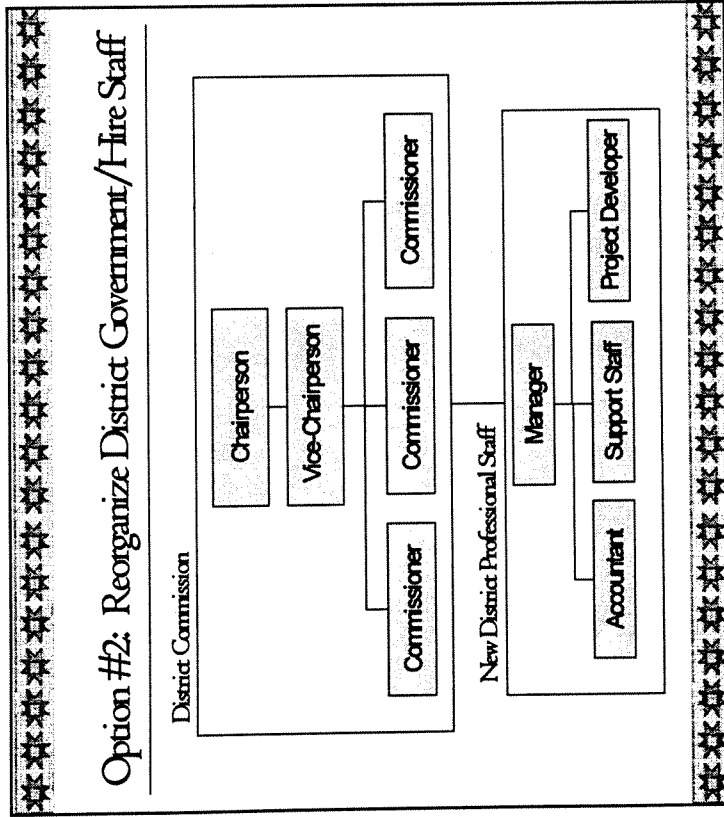 Option #2: Reorganize District Government/Hire Staff
District Commission
Chairperson
Vice-Chairperson
Commissioner Commissioner Commissioner
New District Professional Staff
Manager
Accountant Support Staff Project Developer